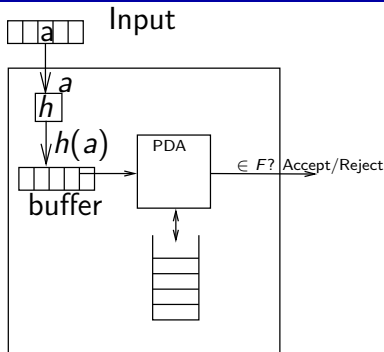 Input
a
a
h
h(a)
PDA
∈ F? Accept/Reject
buffer